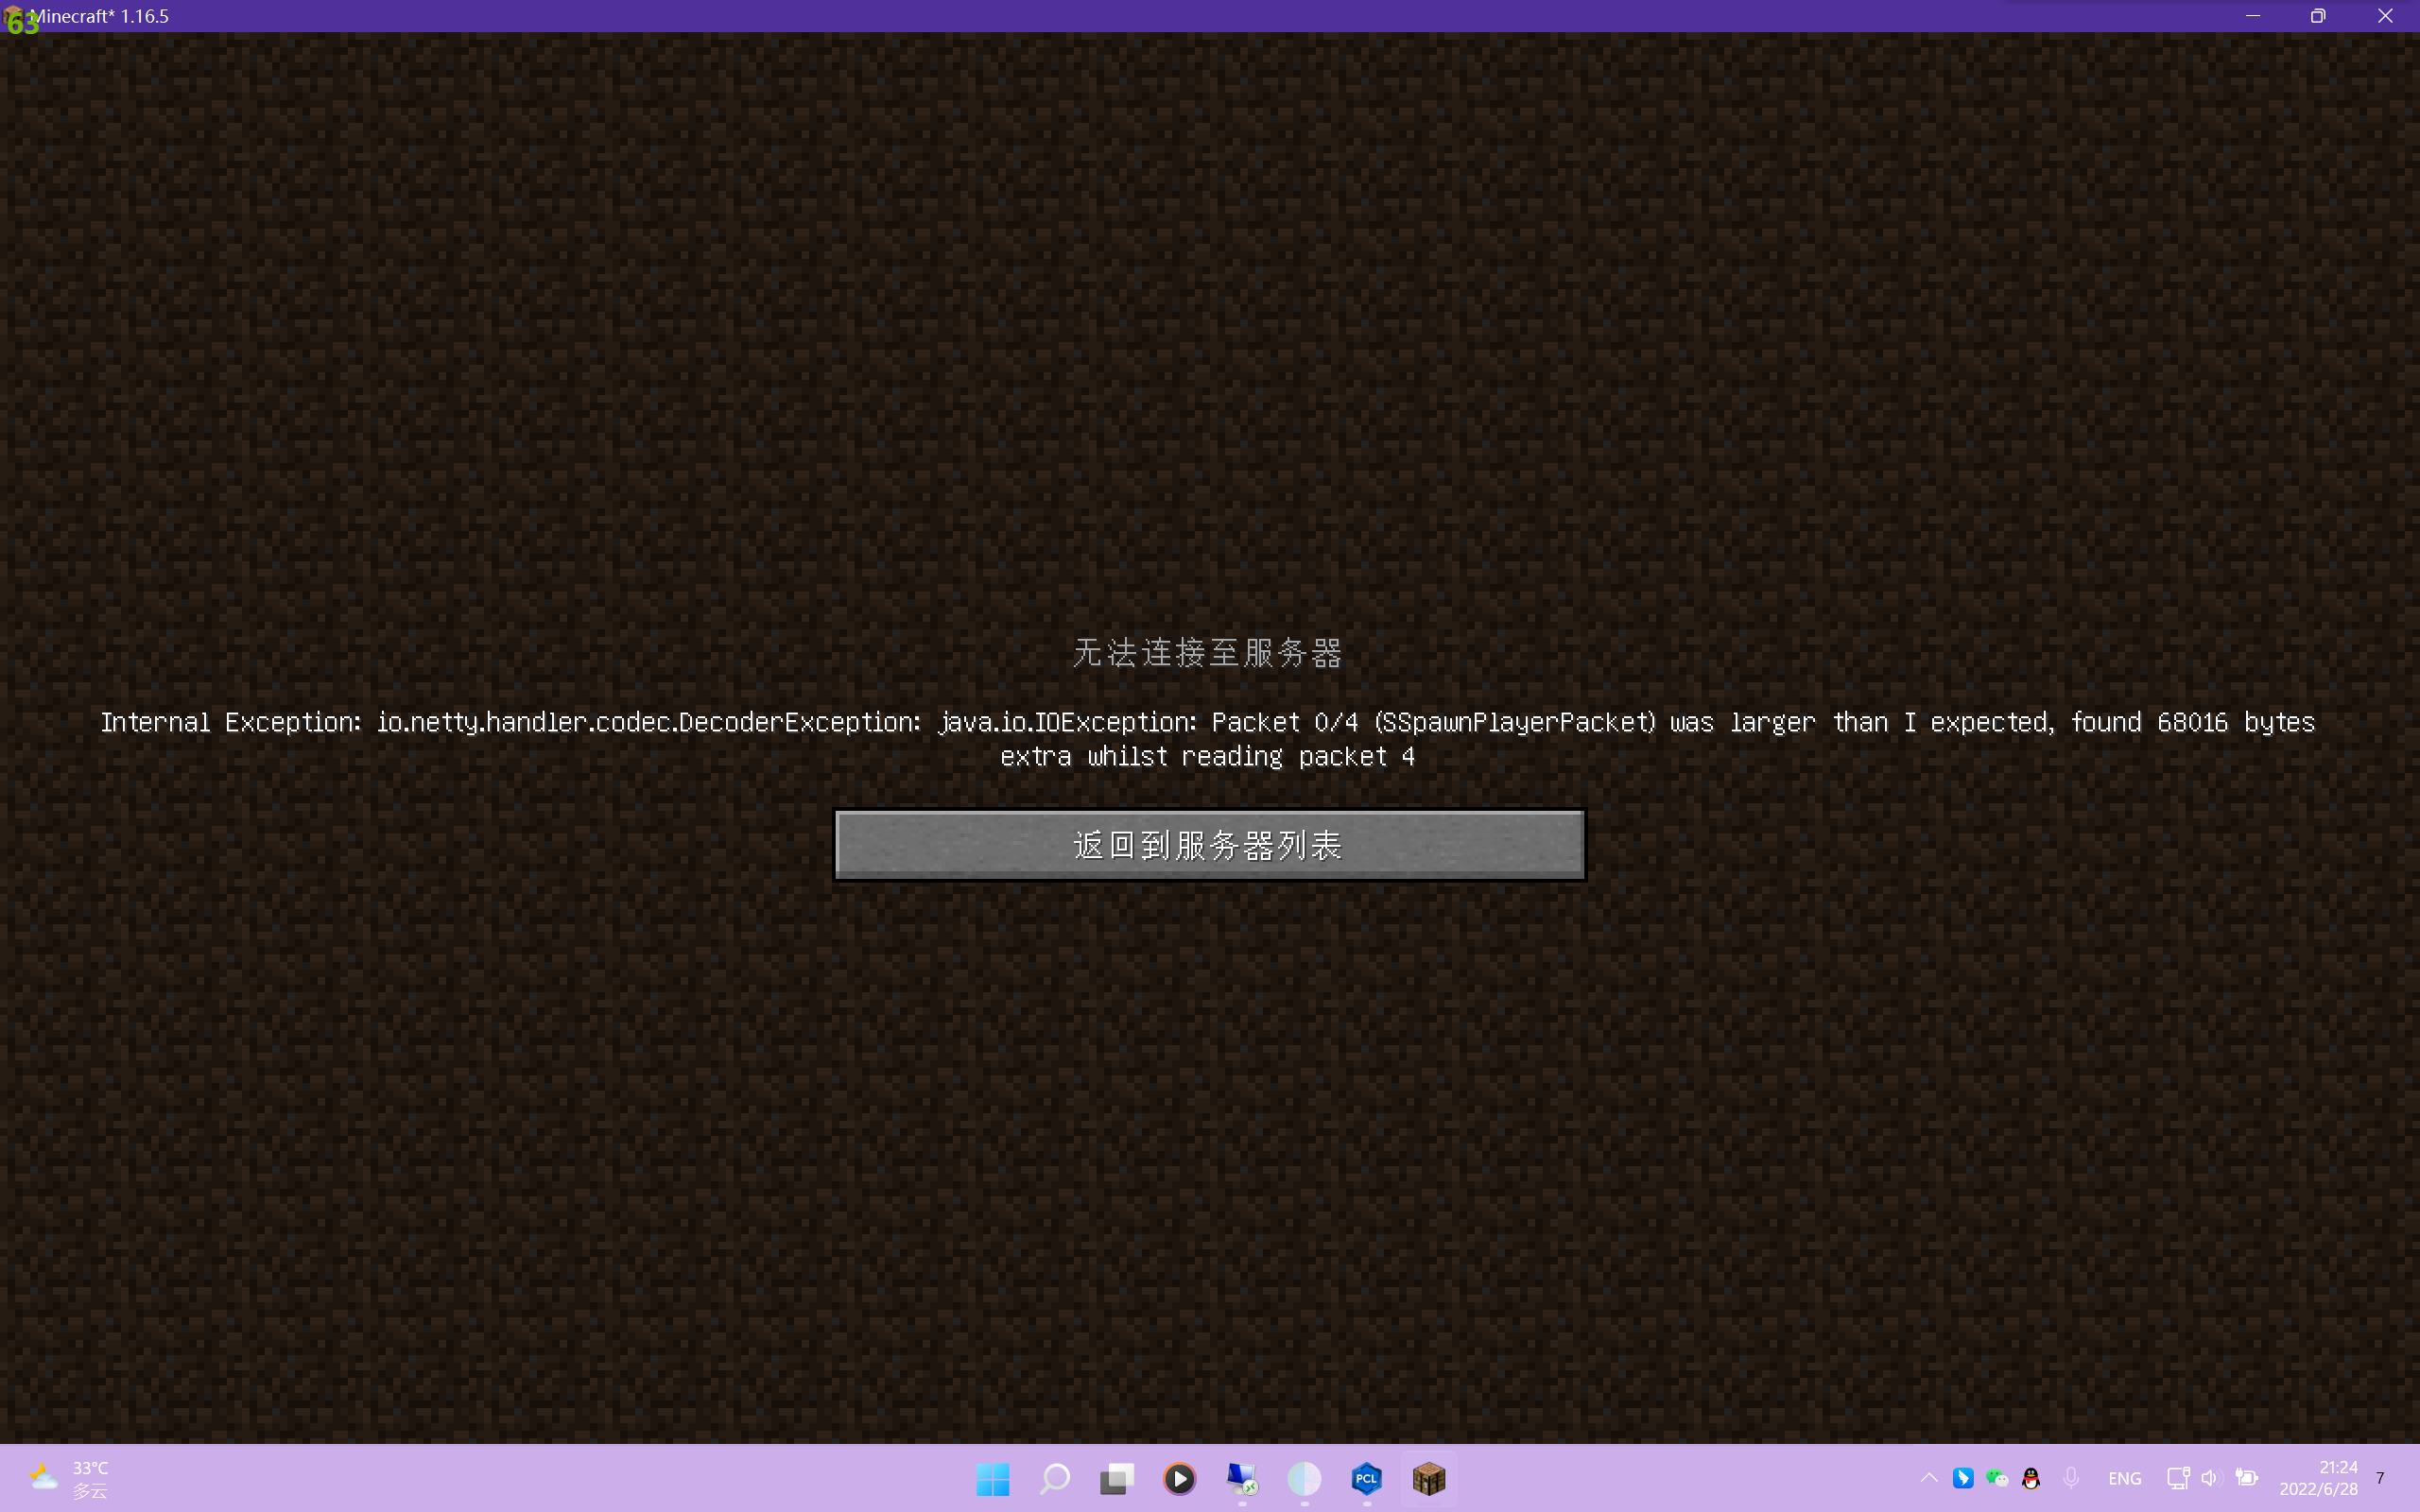 Minecraft* 1.16.5
63
无法连接至服务器
Internal Exception: io.netty.handler.codec.DecoderException: java.io.IOException: Packet 0/4 (SSpawnPlayerPacket) was larger than I expected, found 68016 bytes
extra whilst reading packet 4
返回到服务器列表
33°C
多云
PCL
ENG
21:24
2022/6/28
7